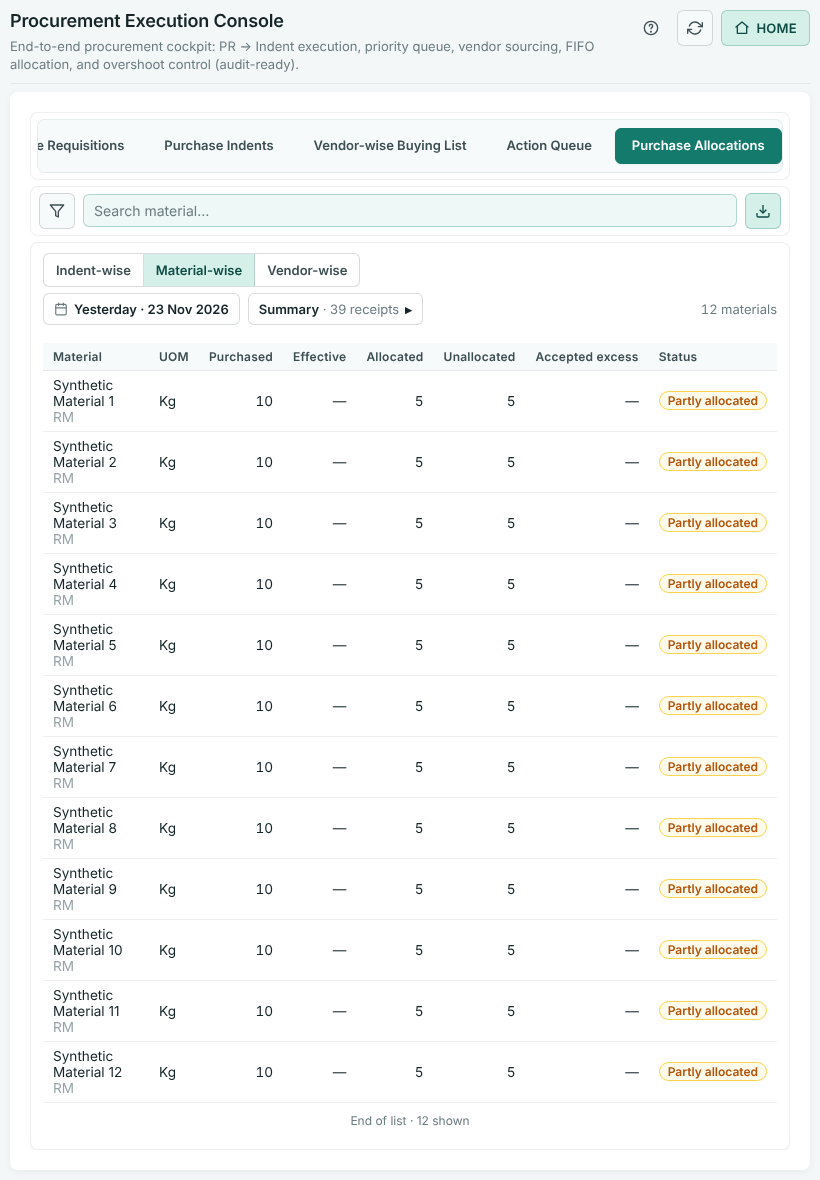 Procurement Execution Console
HOME
End-to-end procurement cockpit: PR → Indent execution, priority queue, vendor sourcing, FIFO
allocation, and overshoot control (audit-ready).
e Requisitions Purchase Indents Vendor-wise Buying List Action Queue Purchase Allocations
Search material...
Indent-wise Material-wise Vendor-wise
Yesterday · 23 Nov 2026 Summary · 39 receipts ▸ 12 materials
Material UOM Purchased Effective Allocated Unallocated Accepted excess Status
Synthetic
Material 1 Kg 10 — 5 5 — Partly allocated
RM
Synthetic
Material 2 Kg 10 — 5 5 — Partly allocated
RM
Synthetic
Material 3 Kg 10 — 5 5 — Partly allocated
RM
Synthetic
Material 4 Kg 10 — 5 5 — Partly allocated
RM
Synthetic
Material 5 Kg 10 — 5 5 — Partly allocated
RM
Synthetic
Material 6 Kg 10 — 5 5 — Partly allocated
RM
Synthetic
Material 7 Kg 10 — 5 5 — Partly allocated
RM
Synthetic
Material 8 Kg 10 — 5 5 — Partly allocated
RM
Synthetic
Material 9 Kg 10 — 5 5 — Partly allocated
RM
Synthetic
Material 10 Kg 10 — 5 5 — Partly allocated
RM
Synthetic
Material 11 Kg 10 — 5 5 — Partly allocated
RM
Synthetic
Material 12 Kg 10 — 5 5 — Partly allocated
RM
End of list · 12 shown